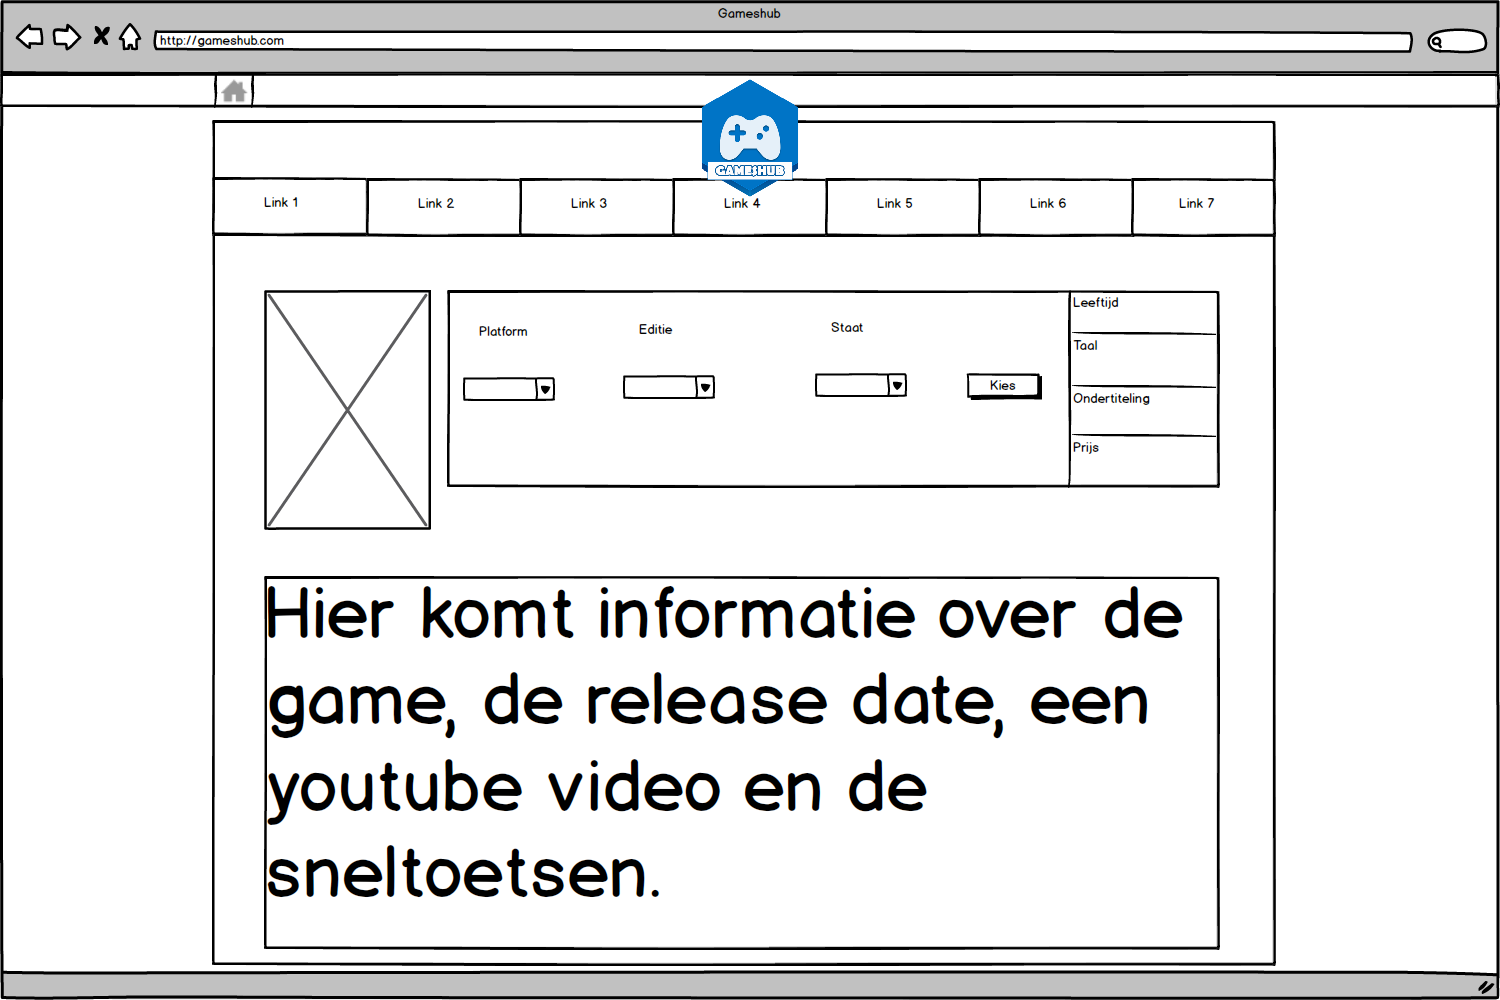 Gameshub
http://gameshub.com
GAMESHUB
Link 1
Link 2
Link 3
Link 4
Link 5
Link 6
Link 7
Platform
Editie
Staat
Kies
Leeftijd
Taal
Ondertiteling
Prijs
Hier komt informatie over de
game, de release date, een
youtube video en de
sneltoetsen.